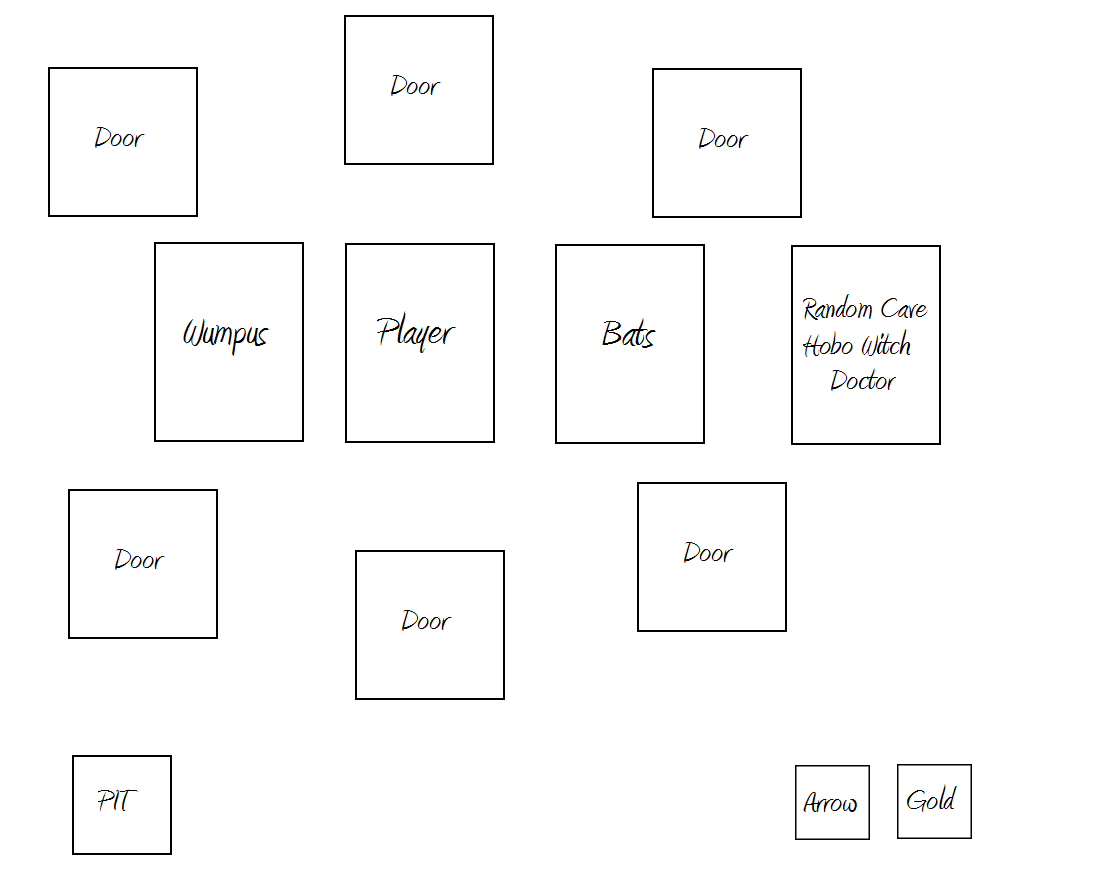 Door
Door
Door
Wumpus
Player
Bats
Random Cave
Hobo Witch
Doctor
Door
Door
Door
PIT
Arrow
Gold